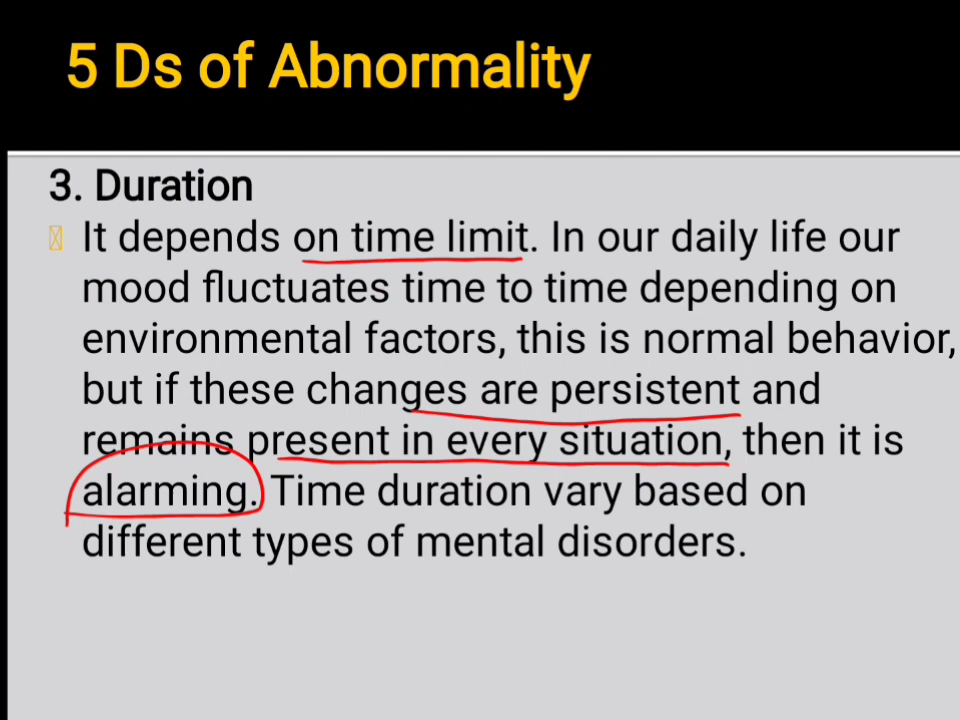 5 Ds of Abnormality
3. Duration
It depends on time limit. In our daily life our
mood fluctuates time to time depending on
environmental factors, this is normal behavior,
but if these changes are persistent and
remains present in every situation, then it is
alarming. Time duration vary based on
different types of mental disorders.